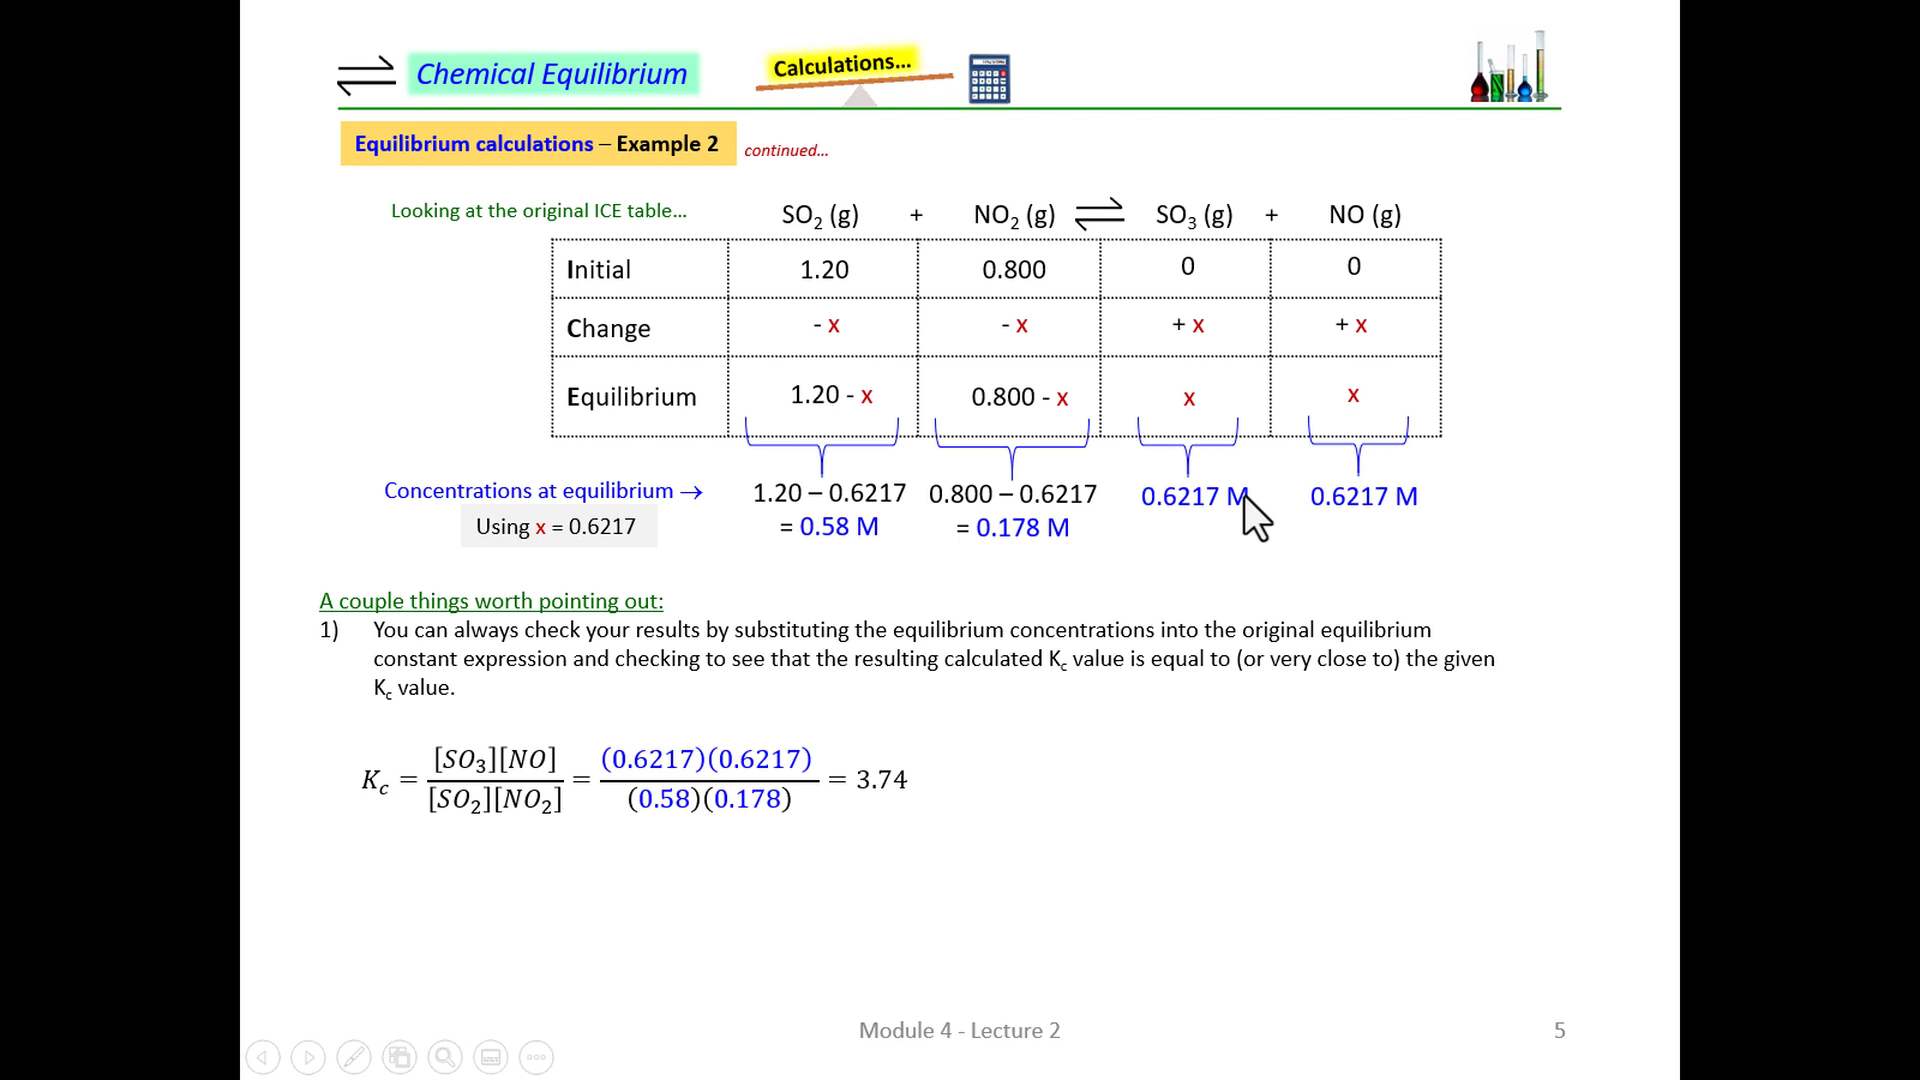 Chemical Equilibrium
Calculations...
Equilibrium calculations – Example 2 continued...
Looking at the original ICE table... SO₂ (g) + NO₂ (g) ⇌ SO₃ (g) + NO (g)
Initial 1.20 0.800 0 0
Change - x - x + x + x
Equilibrium 1.20 - x 0.800 - x x x
Concentrations at equilibrium → 1.20 – 0.6217 0.800 – 0.6217 0.6217 M 0.6217 M
Using x = 0.6217 = 0.58 M = 0.178 M
A couple things worth pointing out:
1) You can always check your results by substituting the equilibrium concentrations into the original equilibrium
constant expression and checking to see that the resulting calculated K꜀ value is equal to (or very close to) the given
K꜀ value.
K꜀ = [SO₃][NO] / [SO₂][NO₂] = (0.6217)(0.6217) / (0.58)(0.178) = 3.74
Module 4 - Lecture 2 5